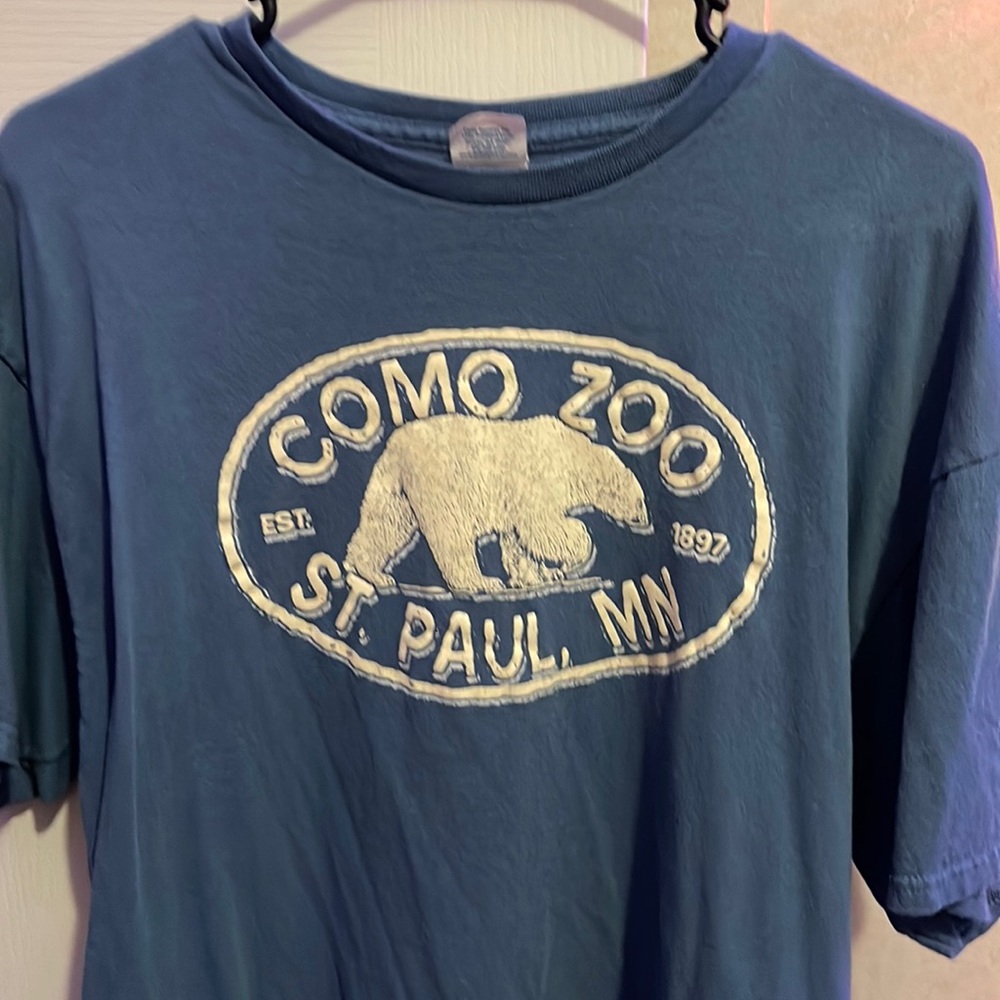 COMO ZOO
EST. 1897
ST. PAUL, MN